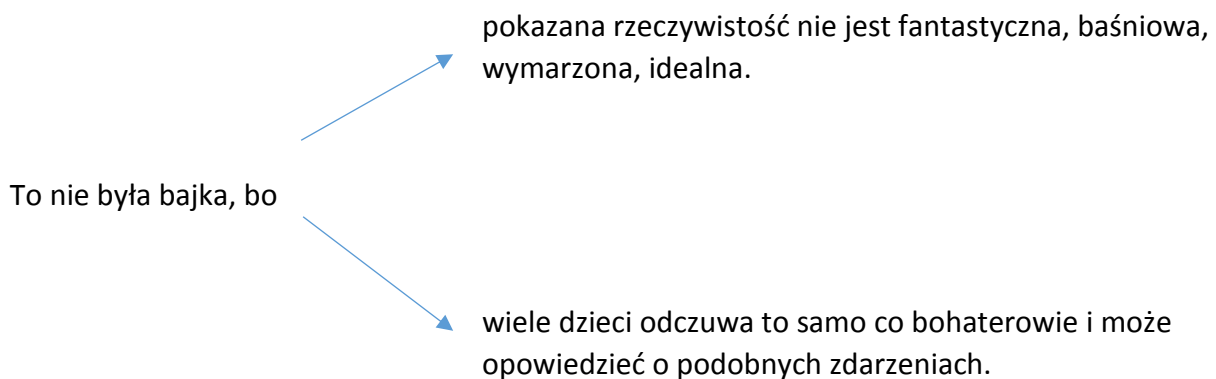 pokazana rzeczywistość nie jest fantastyczna, baśniowa,
wymarzona, idealna.
To nie była bajka, bo
wiele dzieci odczuwa to samo co bohaterowie i może
opowiedzieć o podobnych zdarzeniach.